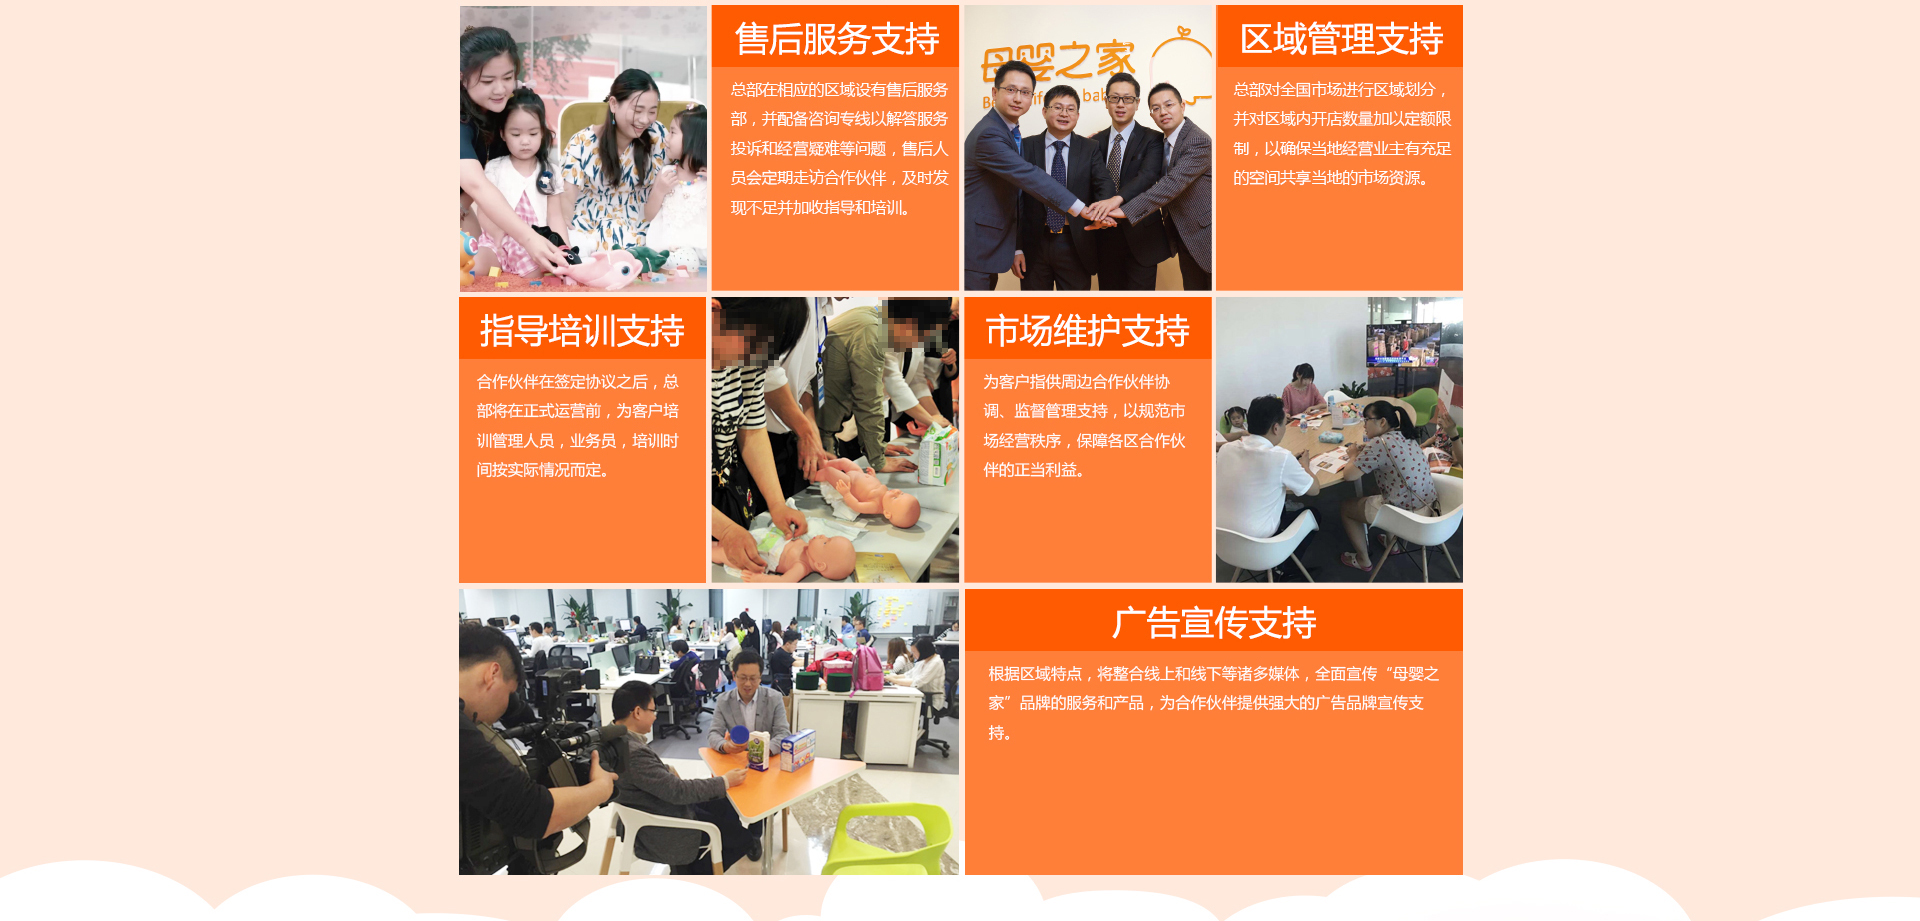 售后服务支持
总部在相应的区域设有售后服务
部，并配备咨询专线以解答服务
投诉和经营疑难等问题，售后人
员会定期走访合作伙伴，及时发
现不足并加收指导和培训。
母婴之家
区域管理支持
总部对全国市场进行区域划分，
并对区域内开店数量加以定额限
制，以确保当地经营业主有充足
的空间共享当地的市场资源。
指导培训支持
合作伙伴在签定协议之后，总
部将在正式运营前，为客户培
训管理人员，业务员，培训时
间按实际情况而定。
市场维护支持
为客户指供周边合作伙伴协
调、监督管理支持，以规范市
场经营秩序，保障各区合作伙
伴的正当利益。
广告宣传支持
根据区域特点，将整合线上和线下等诸多媒体，全面宣传“母婴之
家”品牌的服务和产品，为合作伙伴提供强大的广告品牌宣传支
持。